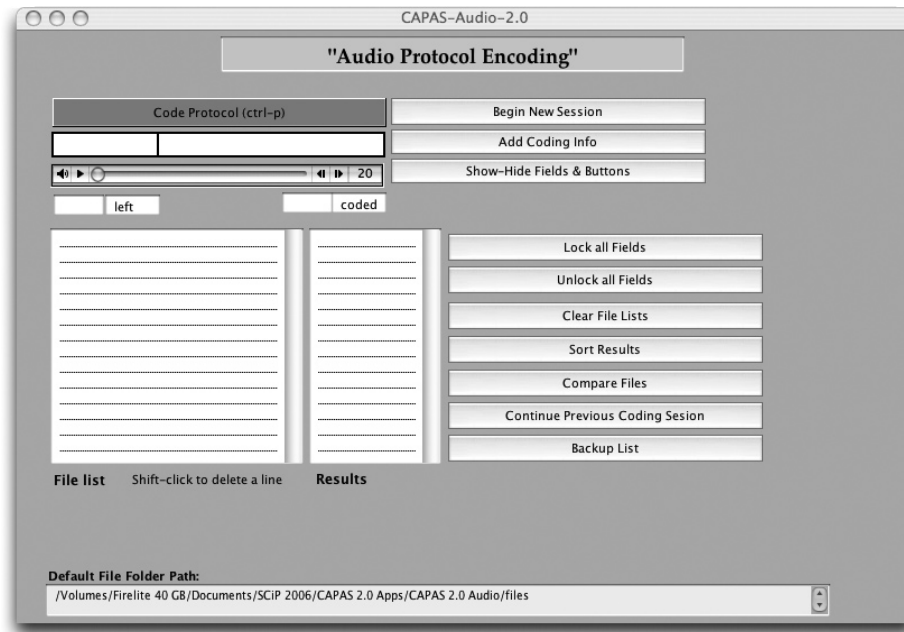 CAPAS-Audio-2.0
"Audio Protocol Encoding"
Code Protocol (ctrl-p)
Begin New Session
Add Coding Info
20
Show-Hide Fields & Buttons
left
coded
Lock all Fields
Unlock all Fields
Clear File Lists
Sort Results
Compare Files
Continue Previous Coding Sesion
Backup List
File list
Shift-click to delete a line
Results
Default File Folder Path:
/Volumes/Firelite 40 GB/Documents/SCiP 2006/CAPAS 2.0 Apps/CAPAS 2.0 Audio/files